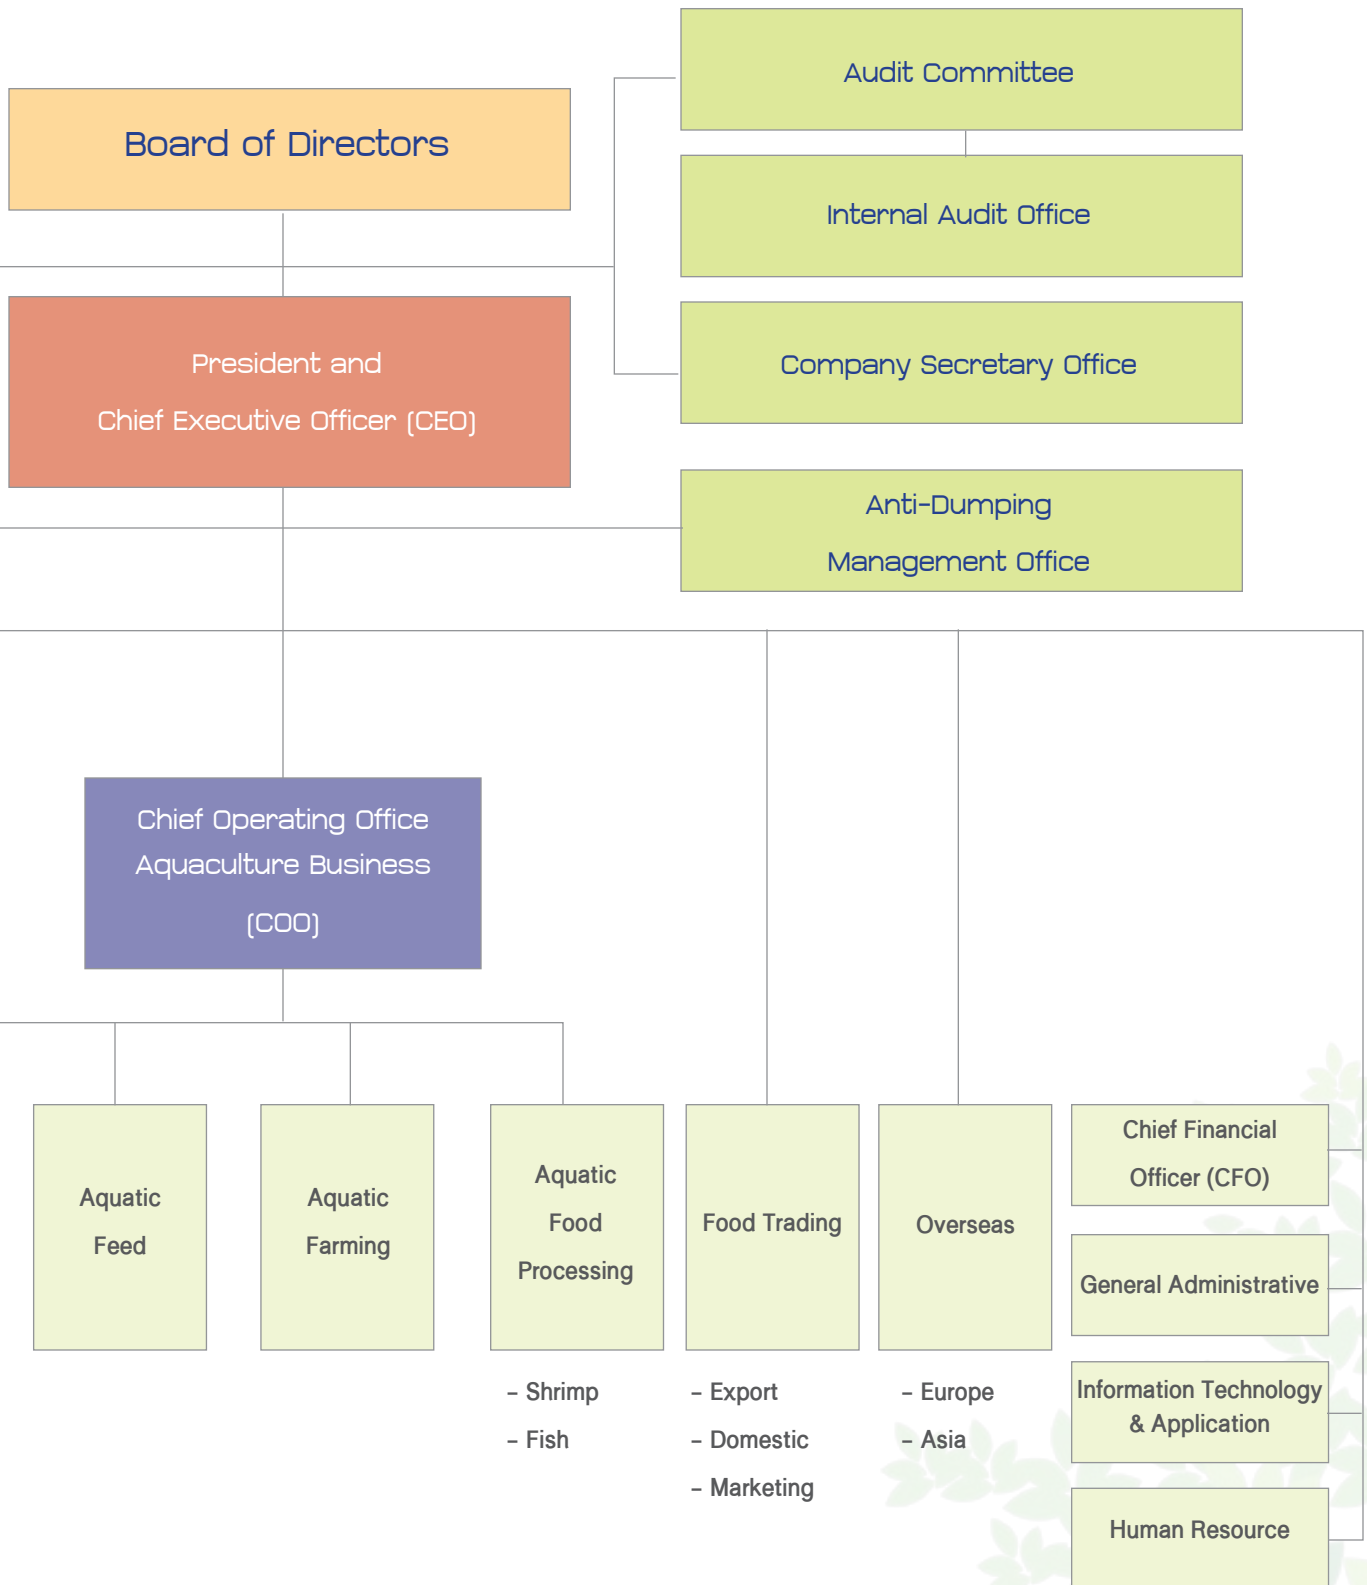 Audit Committee
Board of Directors
Internal Audit Office
President and
Chief Executive Officer (CEO)
Company Secretary Office
Anti-Dumping
Management Office
Chief Operating Office
Aquaculture Business
(COO)
Aquatic
Feed
Aquatic
Farming
Aquatic
Food
Processing
- Shrimp
- Fish
Food Trading
- Export
- Domestic
- Marketing
Overseas
- Europe
- Asia
Chief Financial
Officer (CFO)
General Administrative
Information Technology
& Application
Human Resource